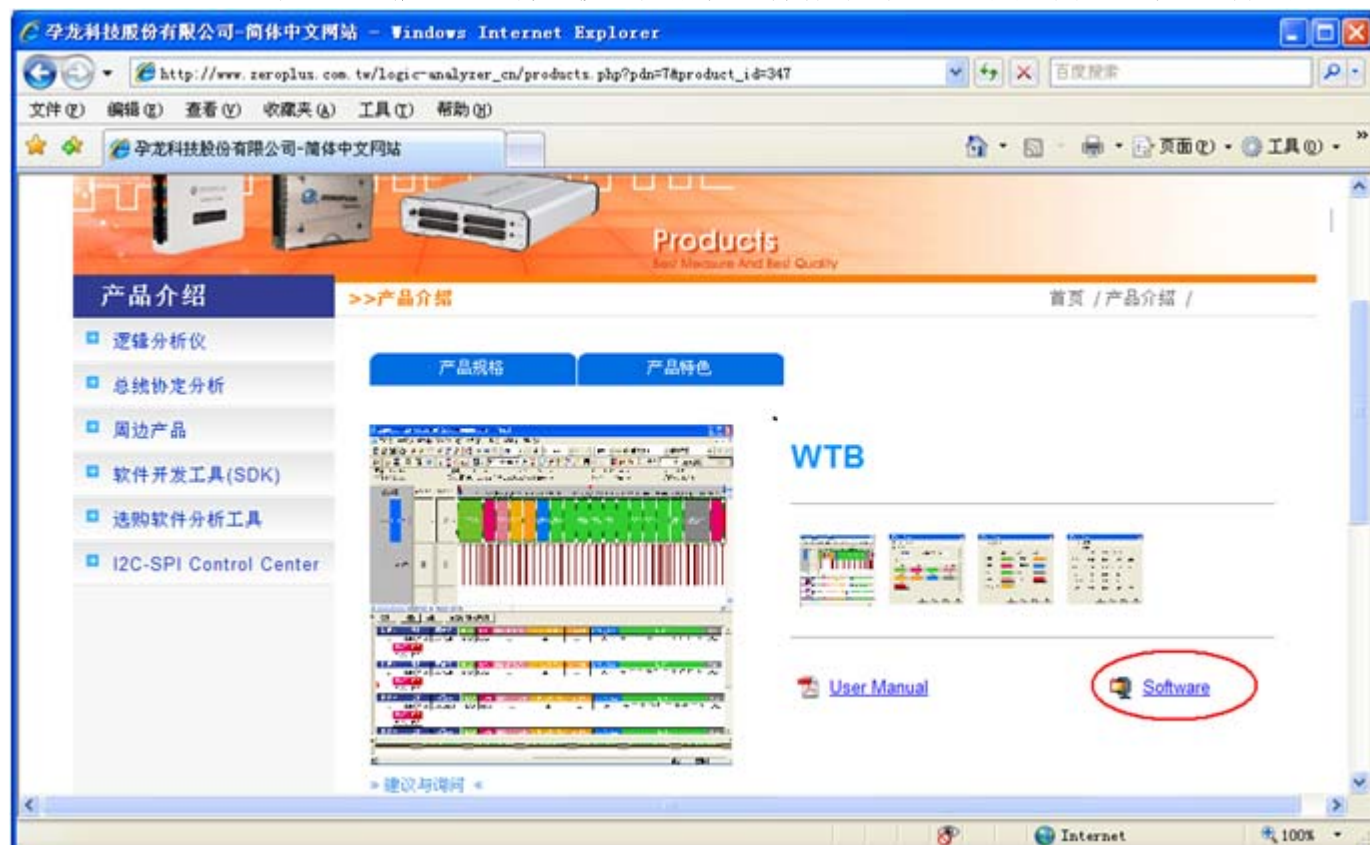 孕龙科技股份有限公司-简体中文网站 - Windows Internet Explorer
http://www.zeroplus.com.tw/logic-analyzer_cn/products.php?pdn=7&product_id=347
百度搜索
文件(F) 编辑(E) 查看(V) 收藏夹(A) 工具(T) 帮助(H)
孕龙科技股份有限公司-简体中文网站
页面(P) 工具(O)
Products
Best Measure And Best Quality
产品介绍
>>产品介绍
首页 / 产品介绍 /
逻辑分析仪
总线协定分析
周边产品
软件开发工具(SDK)
选购软件分析工具
I2C-SPI Control Center
产品规格
产品特色
WTB
User Manual
Software
» 建议与询问 «
Internet
100%